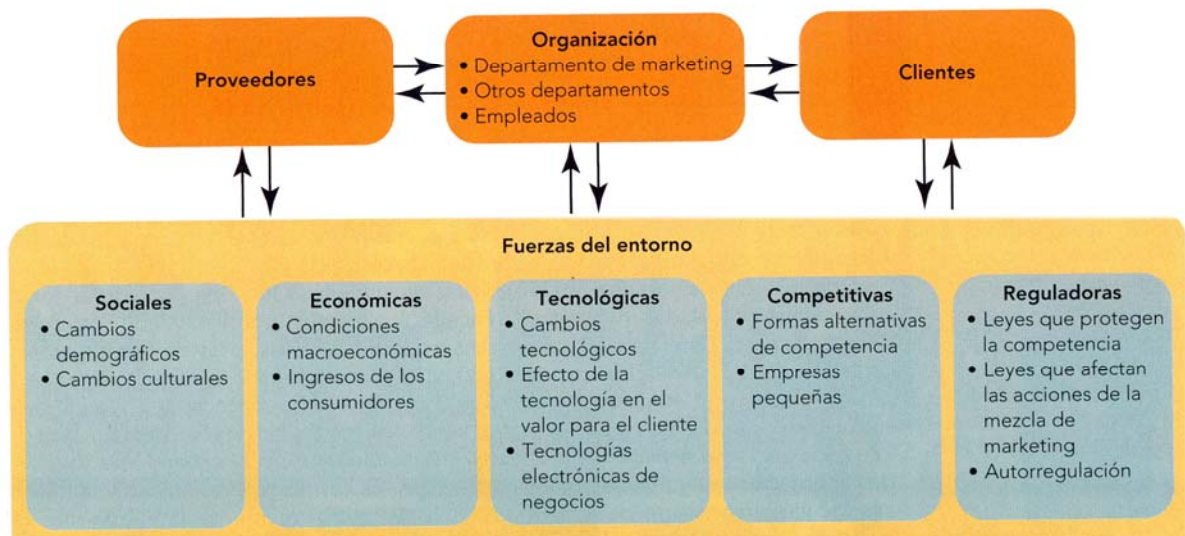 Proveedores
Organización
• Departamento de marketing
• Otros departamentos
• Empleados
Clientes
Fuerzas del entorno
Sociales
• Cambios
demográficos
• Cambios culturales
Económicas
• Condiciones
macroeconómicas
• Ingresos de los
consumidores
Tecnológicas
• Cambios
tecnológicos
• Efecto de la
tecnología en el
valor para el cliente
• Tecnologías
electrónicas de
negocios
Competitivas
• Formas alternativas
de competencia
• Empresas
pequeñas
Reguladoras
• Leyes que protegen
la competencia
• Leyes que afectan
las acciones de la
mezcla de
marketing
• Autorregulación